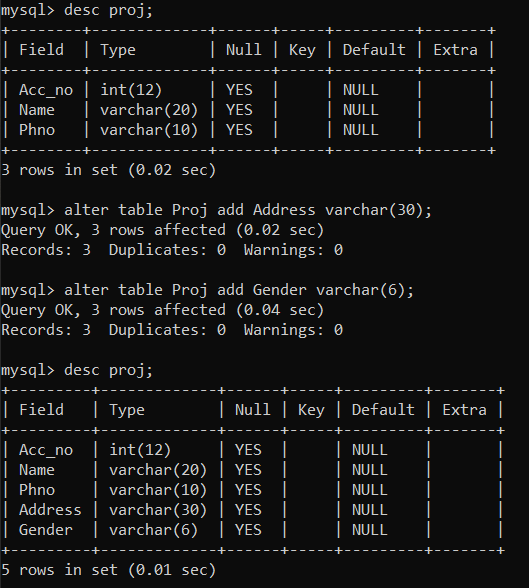 mysql> desc proj;
+--------+-------------+------+-----+---------+-------+
| Field  | Type        | Null | Key | Default | Extra |
+--------+-------------+------+-----+---------+-------+
| Acc_no | int(12)     | YES  |     | NULL    |       |
| Name   | varchar(20) | YES  |     | NULL    |       |
| Phno   | varchar(10) | YES  |     | NULL    |       |
+--------+-------------+------+-----+---------+-------+
3 rows in set (0.02 sec)
mysql> alter table Proj add Address varchar(30);
Query OK, 3 rows affected (0.02 sec)
Records: 3  Duplicates: 0  Warnings: 0
mysql> alter table Proj add Gender varchar(6);
Query OK, 3 rows affected (0.04 sec)
Records: 3  Duplicates: 0  Warnings: 0
mysql> desc proj;
+---------+-------------+------+-----+---------+-------+
| Field   | Type        | Null | Key | Default | Extra |
+---------+-------------+------+-----+---------+-------+
| Acc_no  | int(12)     | YES  |     | NULL    |       |
| Name    | varchar(20) | YES  |     | NULL    |       |
| Phno    | varchar(10) | YES  |     | NULL    |       |
| Address | varchar(30) | YES  |     | NULL    |       |
| Gender  | varchar(6)  | YES  |     | NULL    |       |
+---------+-------------+------+-----+---------+-------+
5 rows in set (0.01 sec)